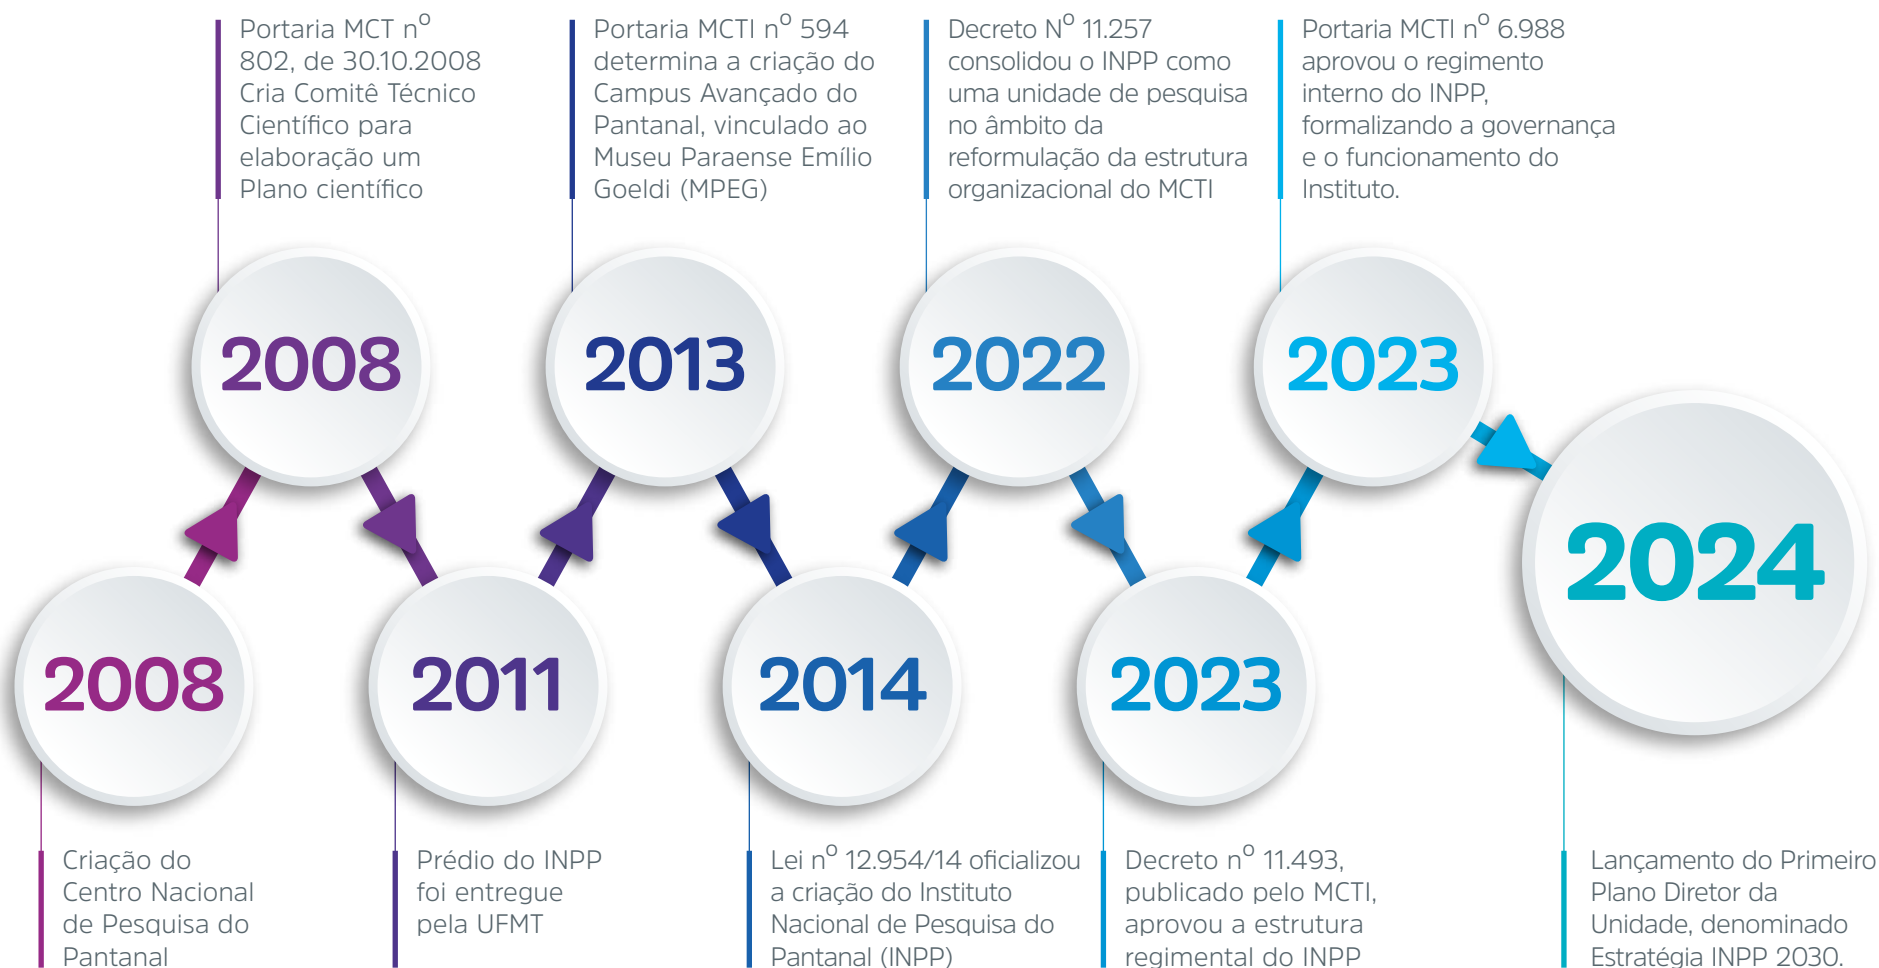 Portaria MCT nº
802, de 30.10.2008
Cria Comitê Técnico
Científico para
elaboração um
Plano científico
Portaria MCTI nº 594
determina a criação do
Campus Avançado do
Pantanal, vinculado ao
Museu Paraense Emílio
Goeldi (MPEG)
Decreto Nº 11.257
consolidou o INPP como
uma unidade de pesquisa
no âmbito da
reformulação da estrutura
organizacional do MCTI
Portaria MCTI nº 6.988
aprovou o regimento
interno do INPP,
formalizando a governança
e o funcionamento do
Instituto.
2008
2013
2022
2023
2024
2008
2011
2014
2023
Criação do
Centro Nacional
de Pesquisa do
Pantanal
Prédio do INPP
foi entregue
pela UFMT
Lei nº 12.954/14 oficializou
a criação do Instituto
Nacional de Pesquisa do
Pantanal (INPP)
Decreto nº 11.493,
publicado pelo MCTI,
aprovou a estrutura
regimental do INPP
Lançamento do Primeiro
Plano Diretor da
Unidade, denominado
Estratégia INPP 2030.